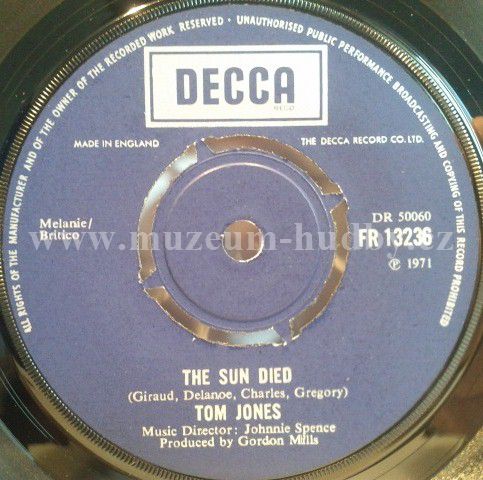 ALL RIGHTS OF THE MANUFACTURER AND OF THE OWNER OF THE RECORDED WORK RESERVED • UNAUTHORISED PUBLIC PERFORMANCE BROADCASTING AND COPYING OF THIS RECORD PROHIBITED
DECCA
MADE IN ENGLAND
THE DECCA RECORD CO. LTD.
Melanie/
Britico
DR 50060
FR 13236
Ⓟ 1971
www.muzeum-hudby.cz
THE SUN DIED
(Giraud, Delanoe, Charles, Gregory)
TOM JONES
Music Director: Johnnie Spence
Produced by Gordon Mills